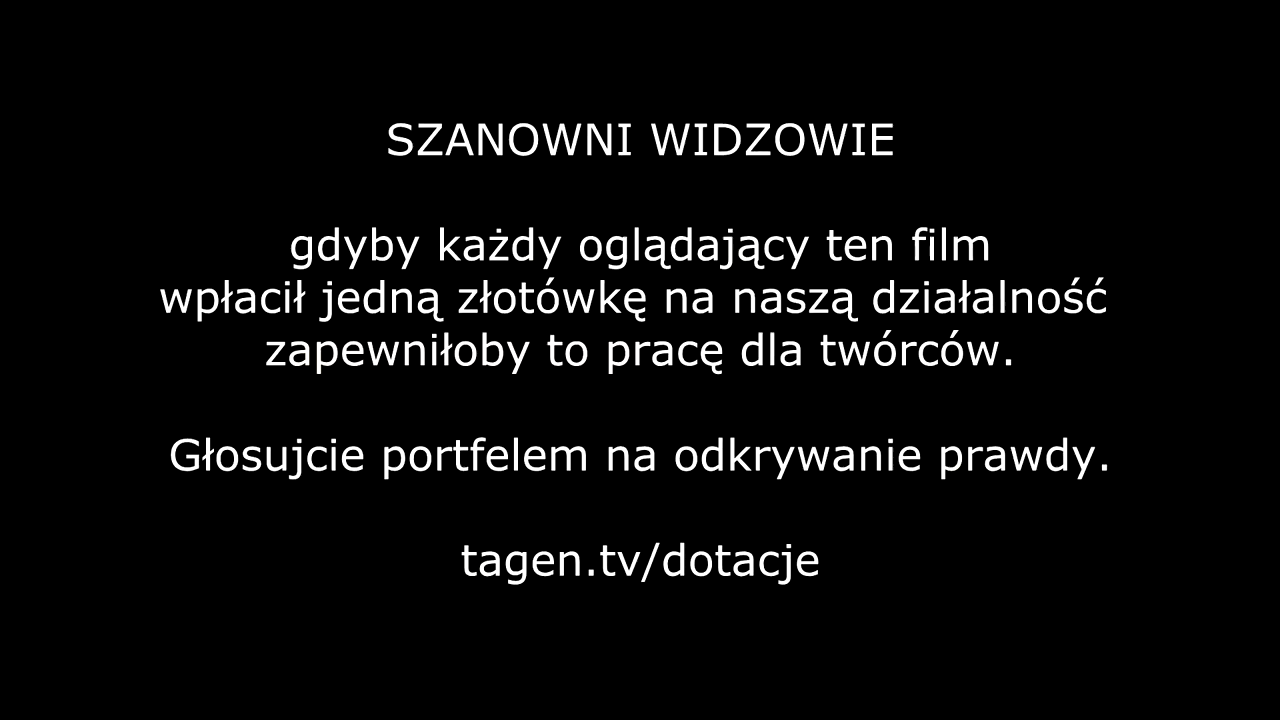 SZANOWNI WIDZOWIE
gdyby każdy oglądający ten film
wpłacił jedną złotówkę na naszą działalność
zapewniłoby to pracę dla twórców.
Głosujcie portfelem na odkrywanie prawdy.
tagen.tv/dotacje